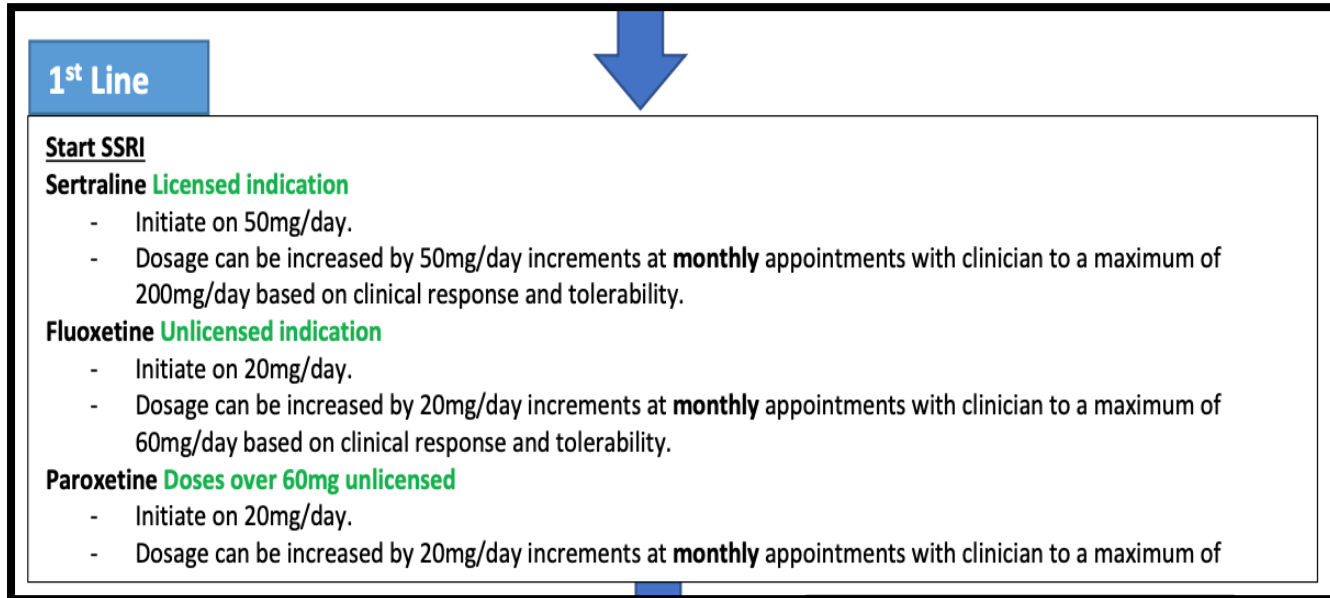 1st Line
Start SSRI
Sertraline Licensed indication
- Initiate on 50mg/day.
- Dosage can be increased by 50mg/day increments at monthly appointments with clinician to a maximum of
200mg/day based on clinical response and tolerability.
Fluoxetine Unlicensed indication
- Initiate on 20mg/day.
- Dosage can be increased by 20mg/day increments at monthly appointments with clinician to a maximum of
60mg/day based on clinical response and tolerability.
Paroxetine Doses over 60mg unlicensed
- Initiate on 20mg/day.
- Dosage can be increased by 20mg/day increments at monthly appointments with clinician to a maximum of